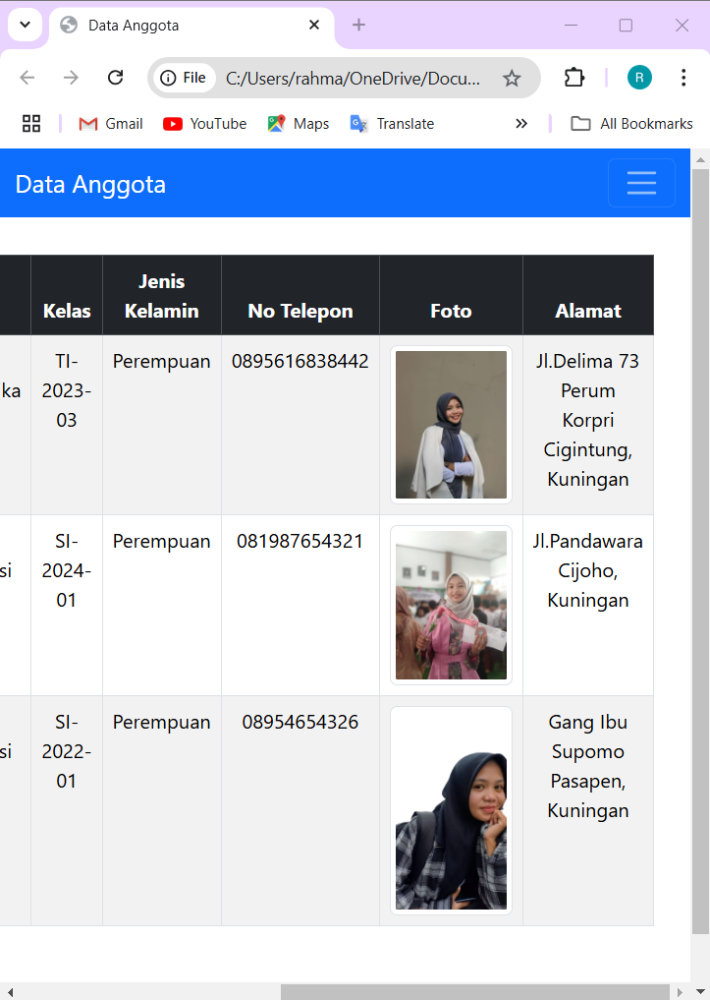 Data Anggota
File
C:/Users/rahma/OneDrive/Docu...
R
Gmail
YouTube
Maps
Translate
All Bookmarks
Data Anggota
Kelas
Jenis
Kelamin
No Telepon
Foto
Alamat
ka
TI-
2023-
03
Perempuan
0895616838442
Jl.Delima 73
Perum
Korpri
Cigintung,
Kuningan
si
SI-
2024-
01
Perempuan
081987654321
Jl.Pandawara
Cijoho,
Kuningan
si
SI-
2022-
01
Perempuan
08954654326
Gang Ibu
Supomo
Pasapen,
Kuningan